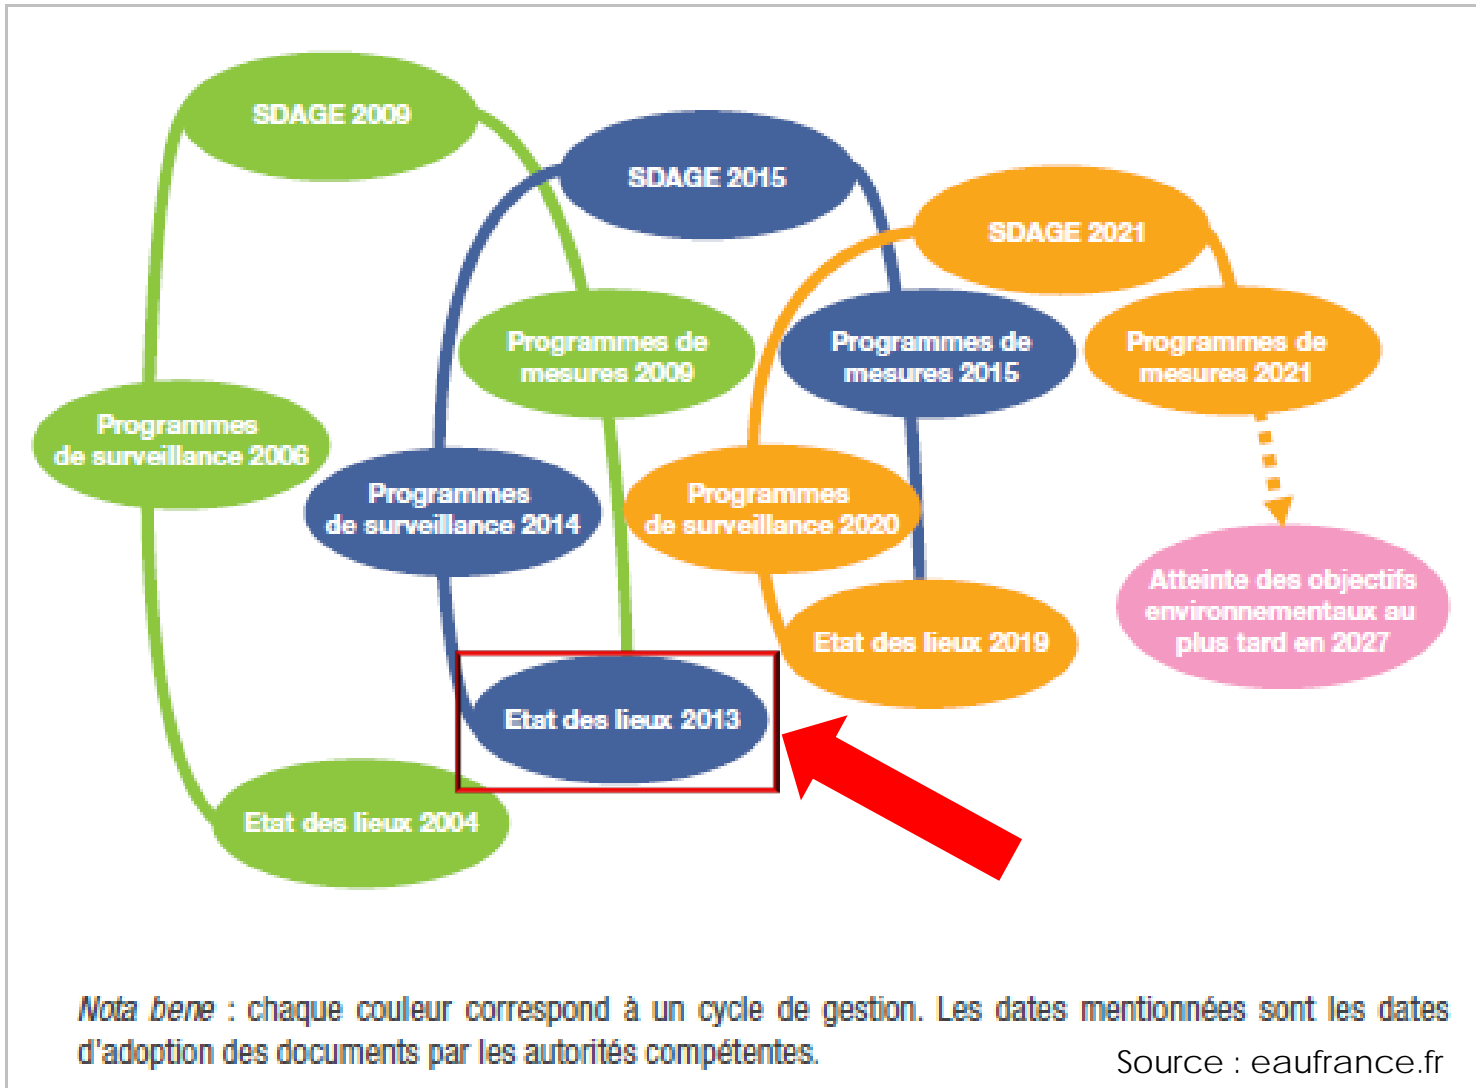 SDAGE 2009
SDAGE 2015
SDAGE 2021
Programmes de
mesures 2009
Programmes de
mesures 2015
Programmes de
mesures 2021
Programmes
de surveillance 2006
Programmes
de surveillance 2014
Programmes
de surveillance 2020
Atteinte des objectifs
environnementaux au
plus tard en 2027
Etat des lieux 2019
Etat des lieux 2013
Etat des lieux 2004
Nota bene : chaque couleur correspond à un cycle de gestion. Les dates mentionnées sont les dates
d'adoption des documents par les autorités compétentes.
Source : eaufrance.fr